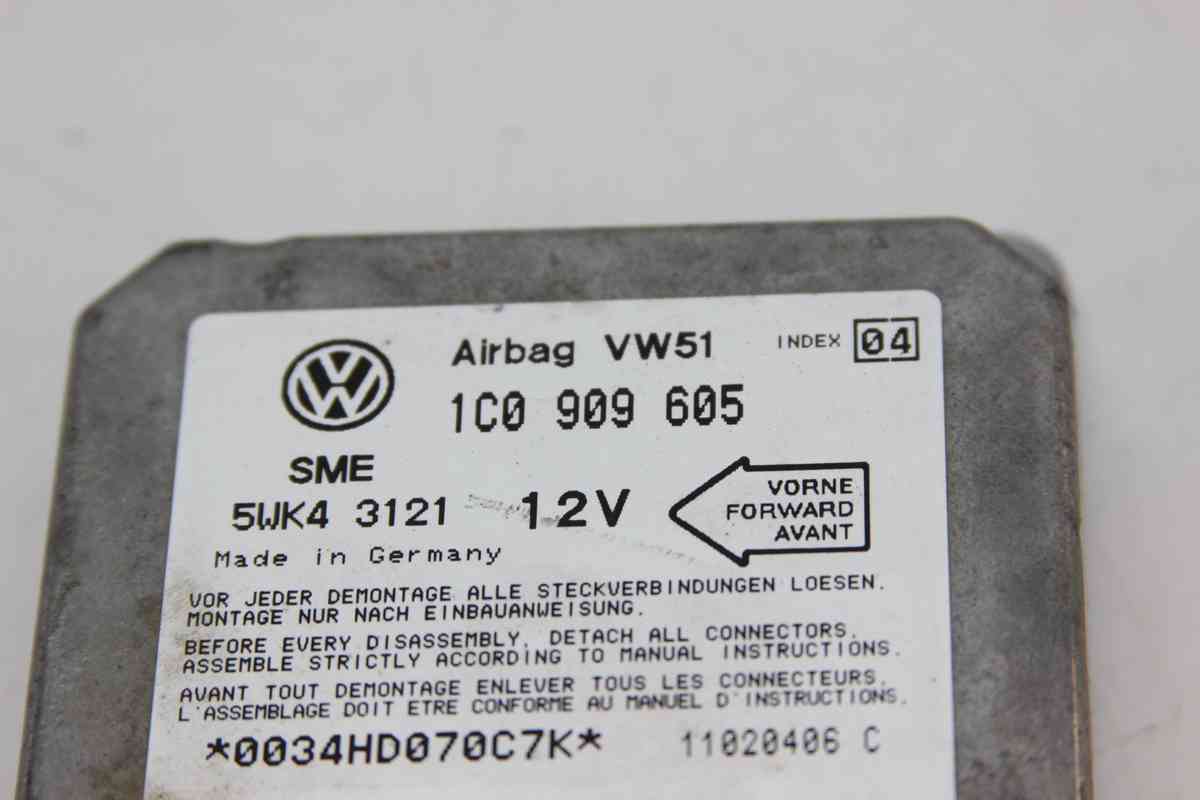 Airbag VW51 INDEX 04
1C0 909 605
SME
5WK4 3121 12V
VORNE
FORWARD
AVANT
Made in Germany
VOR JEDER DEMONTAGE ALLE STECKVERBINDUNGEN LOESEN.
MONTAGE NUR NACH EINBAUANWEISUNG.
BEFORE EVERY DISASSEMBLY, DETACH ALL CONNECTORS.
ASSEMBLE STRICTLY ACCORDING TO MANUAL INSTRUCTIONS.
AVANT TOUT DEMONTAGE ENLEVER TOUS LES CONNECTEURS.
L'ASSEMBLAGE DOIT ETRE CONFORME AU MANUEL D'INSTRUCTIONS.
*0034HD070C7K* 11020406 C